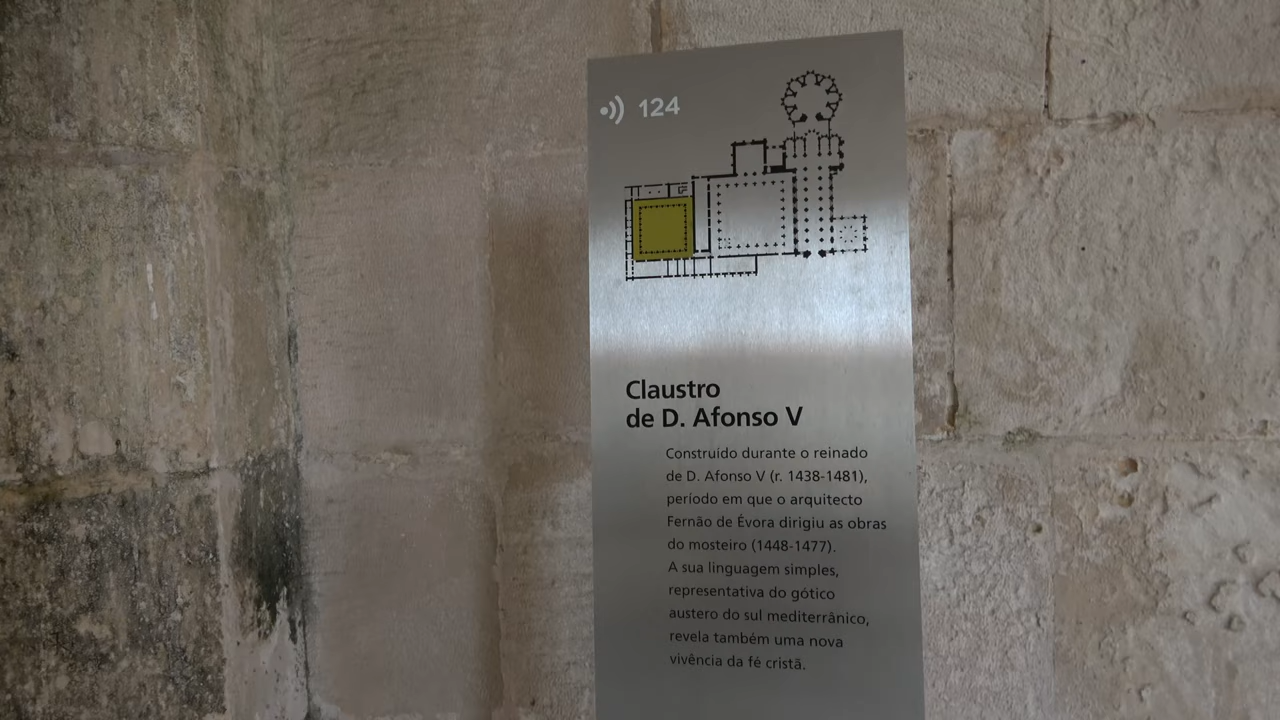 124
Claustro
de D. Afonso V
Construído durante o reinado
de D. Afonso V (r. 1438-1481),
período em que o arquitecto
Fernão de Évora dirigiu as obras
do mosteiro (1448-1477).
A sua linguagem simples,
representativa do gótico
austero do sul mediterrânico,
revela também uma nova
vivência da fé cristã.